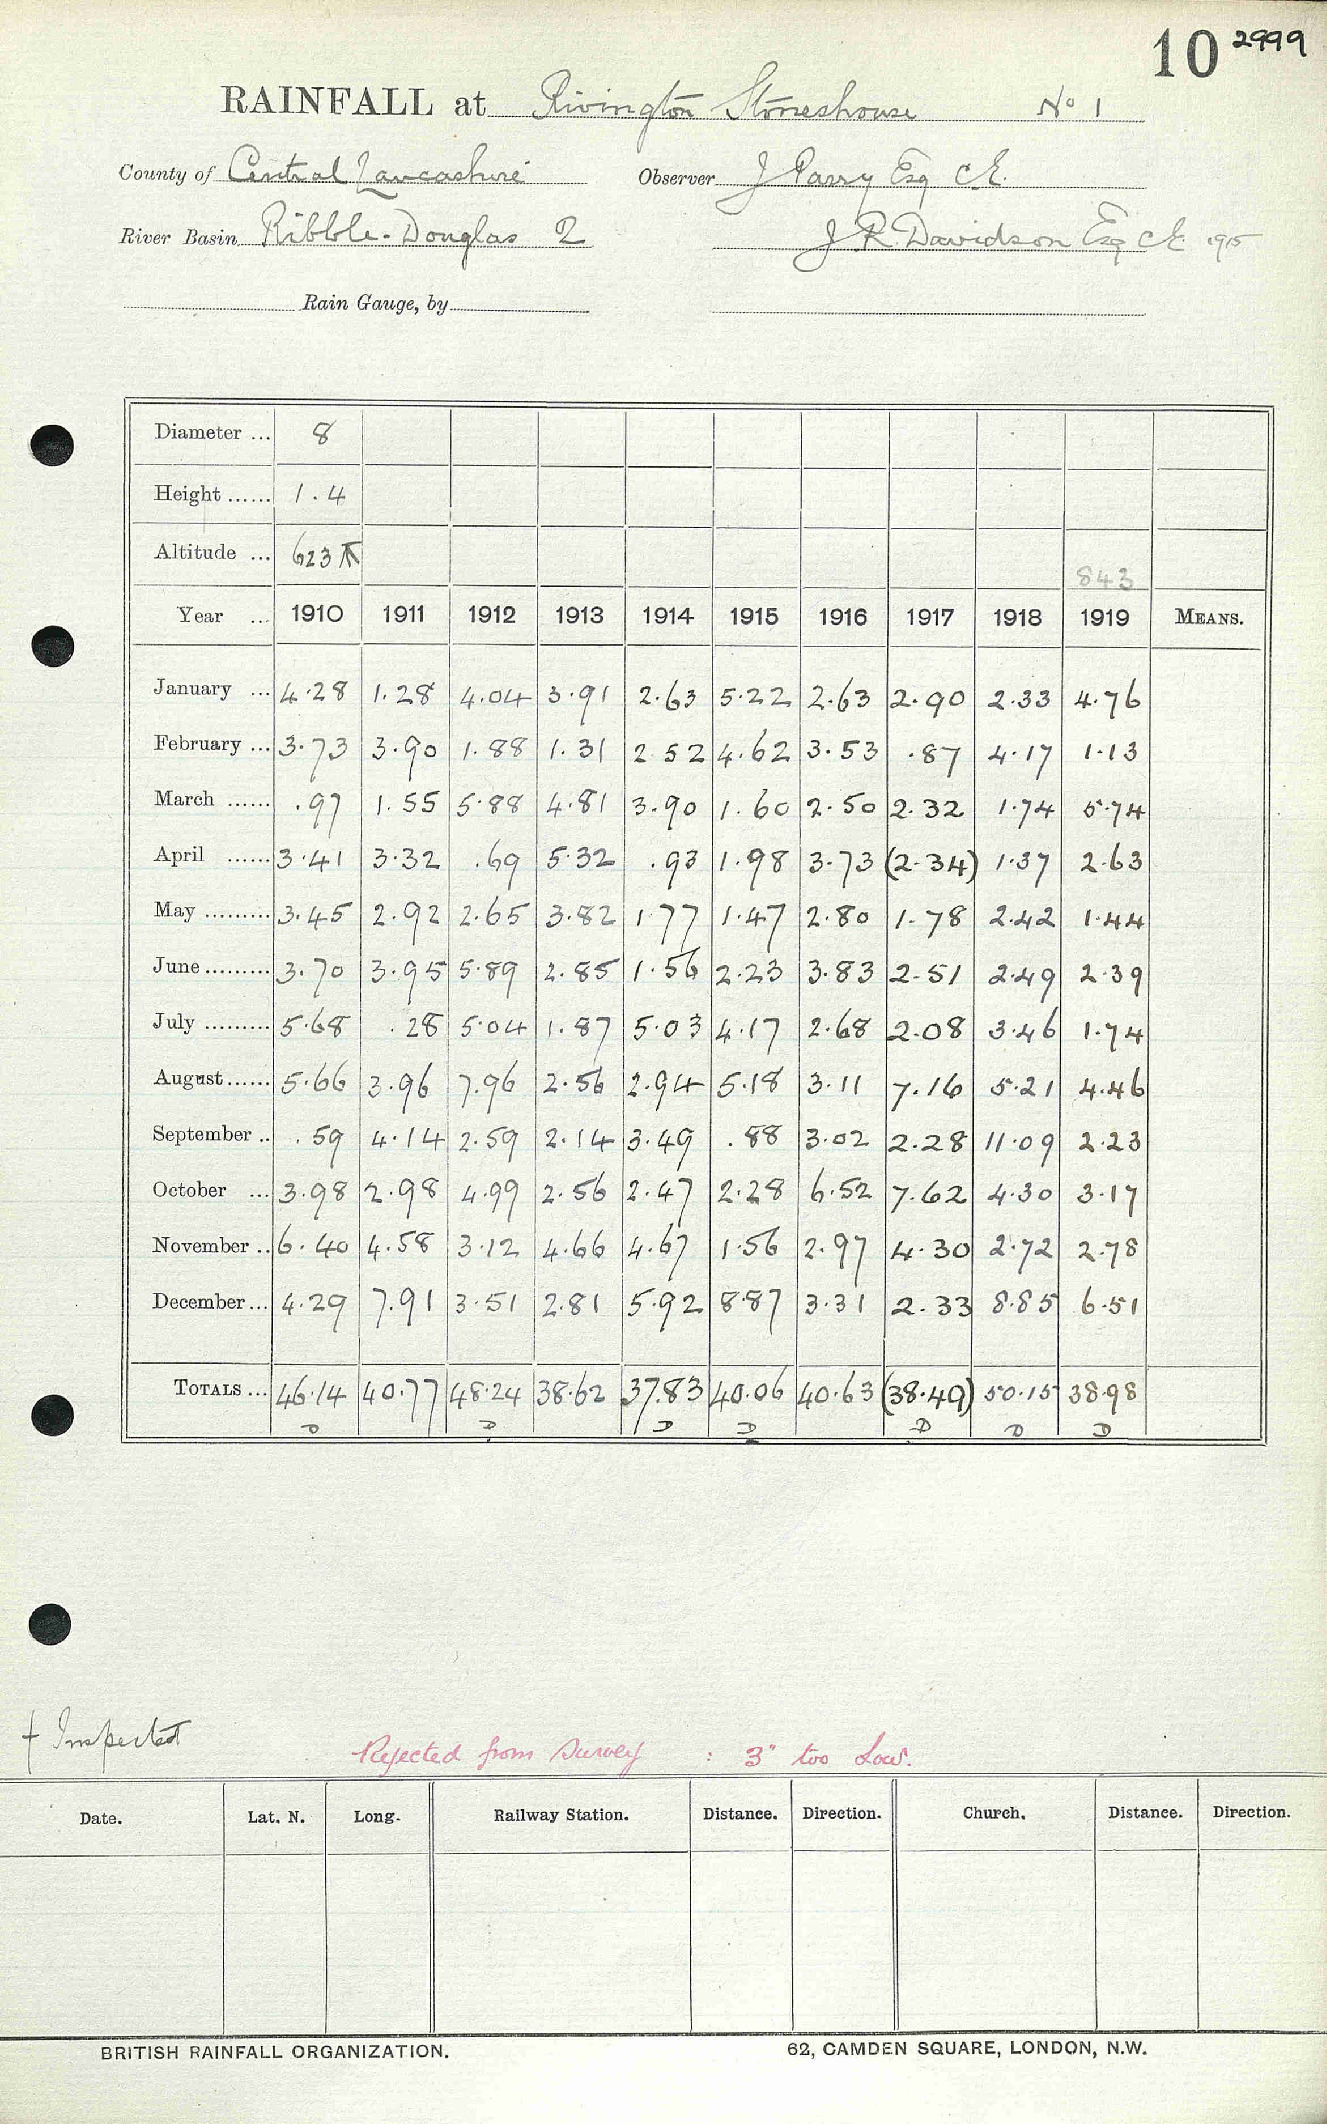 10 2999
RAINFALL at Rivington Stoneshouse No 1
County of Central Lancashire Observer J Parry Esq C.E.
River Basin Ribble-Douglas 2 J R Davidson Esq C.E. 1915
Rain Gauge, by
Diameter ... 8
Height ...... 1.4
Altitude ... 623
843
Year ... 1910 1911 1912 1913 1914 1915 1916 1917 1918 1919 MEANS.
January ... 4.28 1.28 4.04 3.91 2.63 5.22 2.63 2.90 2.33 4.76
February ... 3.73 3.90 1.88 1.31 2 52 4.62 3.53 .87 4.17 1.13
March ...... .97 1.55 5.88 4.81 3.90 1.60 2.50 2.32 1.74 5.74
April ...... 3.41 3.32 .69 5.32 .93 1.98 3.73 (2.34) 1.37 2.63
May ......... 3.45 2.92 2.65 3.82 1.77 1.47 2.80 1.78 2.42 1.44
June ......... 3.70 3.95 5.89 2.85 1.56 2.23 3.83 2.51 2.49 2.39
July ......... 5.68 .28 5.04 1.87 5.03 4.17 2.68 2.08 3.46 1.74
August ...... 5.66 3.96 7.96 2.56 2.94 5.18 3.11 7.16 5.21 4.46
September .. .59 4.14 2.59 2.14 3.49 .88 3.02 2.28 11.09 2.23
October ... 3.98 2.98 4.99 2.56 2.47 2.28 6.52 7.62 4.30 3.17
November .. 6.40 4.58 3.12 4.66 4.67 1.56 2.97 4.30 2.72 2.78
December ... 4.29 7.91 3.51 2.81 5.92 8.87 3.31 2.33 8.85 6.51
TOTALS ... 46.14 40.77 48.24 38.62 37.83 40.06 40.63 (38.49) 50.15 38.98
D D D D D D D
† Inspected
Rejected from Survey : 3" too Low.
Date. Lat. N. Long. Railway Station. Distance. Direction. Church. Distance. Direction.
BRITISH RAINFALL ORGANIZATION. 62, CAMDEN SQUARE, LONDON, N.W.